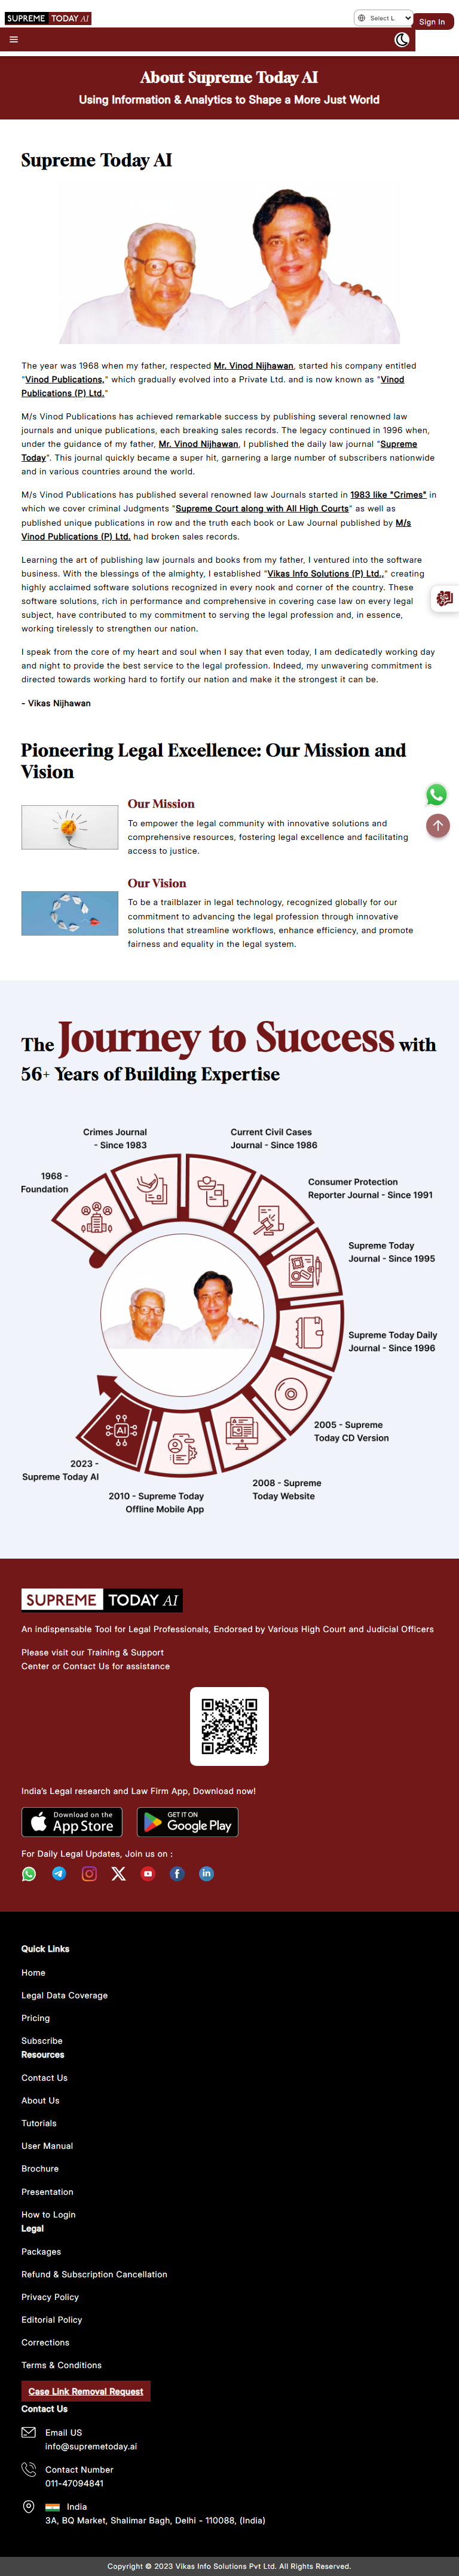 SUPREME TODAY AI
Select L
Sign In
About Supreme Today AI
Using Information & Analytics to Shape a More Just World
Supreme Today AI
The year was 1968 when my father, respected Mr. Vinod Nijhawan, started his company entitled
"Vinod Publications," which gradually evolved into a Private Ltd. and is now known as "Vinod
Publications (P) Ltd."
M/s Vinod Publications has achieved remarkable success by publishing several renowned law
journals and unique publications, each breaking sales records. The legacy continued in 1996 when,
under the guidance of my father, Mr. Vinod Nijhawan, I published the daily law journal "Supreme
Today". This journal quickly became a super hit, garnering a large number of subscribers nationwide
and in various countries around the world.
M/s Vinod Publications has published several renowned law Journals started in 1983 like "Crimes" in
which we cover criminal Judgments "Supreme Court along with All High Courts" as well as
published unique publications in row and the truth each book or Law Journal published by M/s
Vinod Publications (P) Ltd. had broken sales records.
Learning the art of publishing law journals and books from my father, I ventured into the software
business. With the blessings of the almighty, I established "Vikas Info Solutions (P) Ltd.," creating
highly acclaimed software solutions recognized in every nook and corner of the country. These
software solutions, rich in performance and comprehensive in covering case law on every legal
subject, have contributed to my commitment to serving the legal profession and, in essence,
working tirelessly to strengthen our nation.
I speak from the core of my heart and soul when I say that even today, I am dedicatedly working day
and night to provide the best service to the legal profession. Indeed, my unwavering commitment is
directed towards working hard to fortify our nation and make it the strongest it can be.
- Vikas Nijhawan
Pioneering Legal Excellence: Our Mission and
Vision
Our Mission
To empower the legal community with innovative solutions and
comprehensive resources, fostering legal excellence and facilitating
access to justice.
Our Vision
To be a trailblazer in legal technology, recognized globally for our
commitment to advancing the legal profession through innovative
solutions that streamline workflows, enhance efficiency, and promote
fairness and equality in the legal system.
The Journey to Success with
56+ Years of Building Expertise
Crimes Journal
- Since 1983
Current Civil Cases
Journal - Since 1986
1968 -
Foundation
Consumer Protection
Reporter Journal - Since 1991
Supreme Today
Journal - Since 1995
Supreme Today Daily
Journal - Since 1996
2005 - Supreme
Today CD Version
2008 - Supreme
Today Website
2010 - Supreme Today
Offline Mobile App
AI
2023 -
Supreme Today AI
SUPREME TODAY AI
An indispensable Tool for Legal Professionals, Endorsed by Various High Court and Judicial Officers
Please visit our Training & Support
Center or Contact Us for assistance
India's Legal research and Law Firm App, Download now!
Download on the
App Store
GET IT ON
Google Play
For Daily Legal Updates, Join us on :
Quick Links
Home
Legal Data Coverage
Pricing
Subscribe
Resources
Contact Us
About Us
Tutorials
User Manual
Brochure
Presentation
How to Login
Legal
Packages
Refund & Subscription Cancellation
Privacy Policy
Editorial Policy
Corrections
Terms & Conditions
Case Link Removal Request
Contact Us
Email US
info@supremetoday.ai
Contact Number
011-47094841
India
3A, BQ Market, Shalimar Bagh, Delhi - 110088, (India)
Copyright © 2023 Vikas Info Solutions Pvt Ltd. All Rights Reserved.